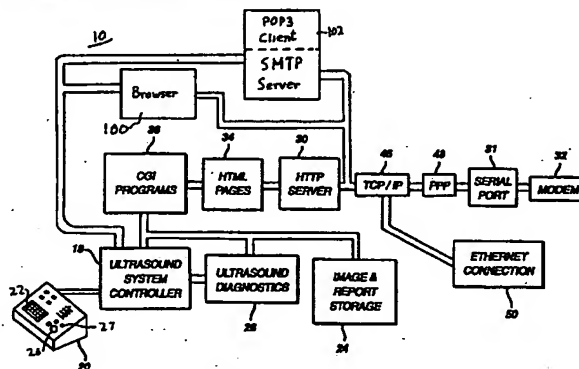 10
POP3
Client
SMTP
Server
102
Browser
100
36
CGI
PROGRAMS
34
HTML
PAGES
30
HTTP
SERVER
46
TCP/IP
48
PPP
31
SERIAL
PORT
32
MODEM
18
ULTRASOUND
SYSTEM
CONTROLLER
ULTRASOUND
DIAGNOSTICS
28
IMAGE &
REPORT
STORAGE
24
ETHERNET
CONNECTION
50
22
26
27
20